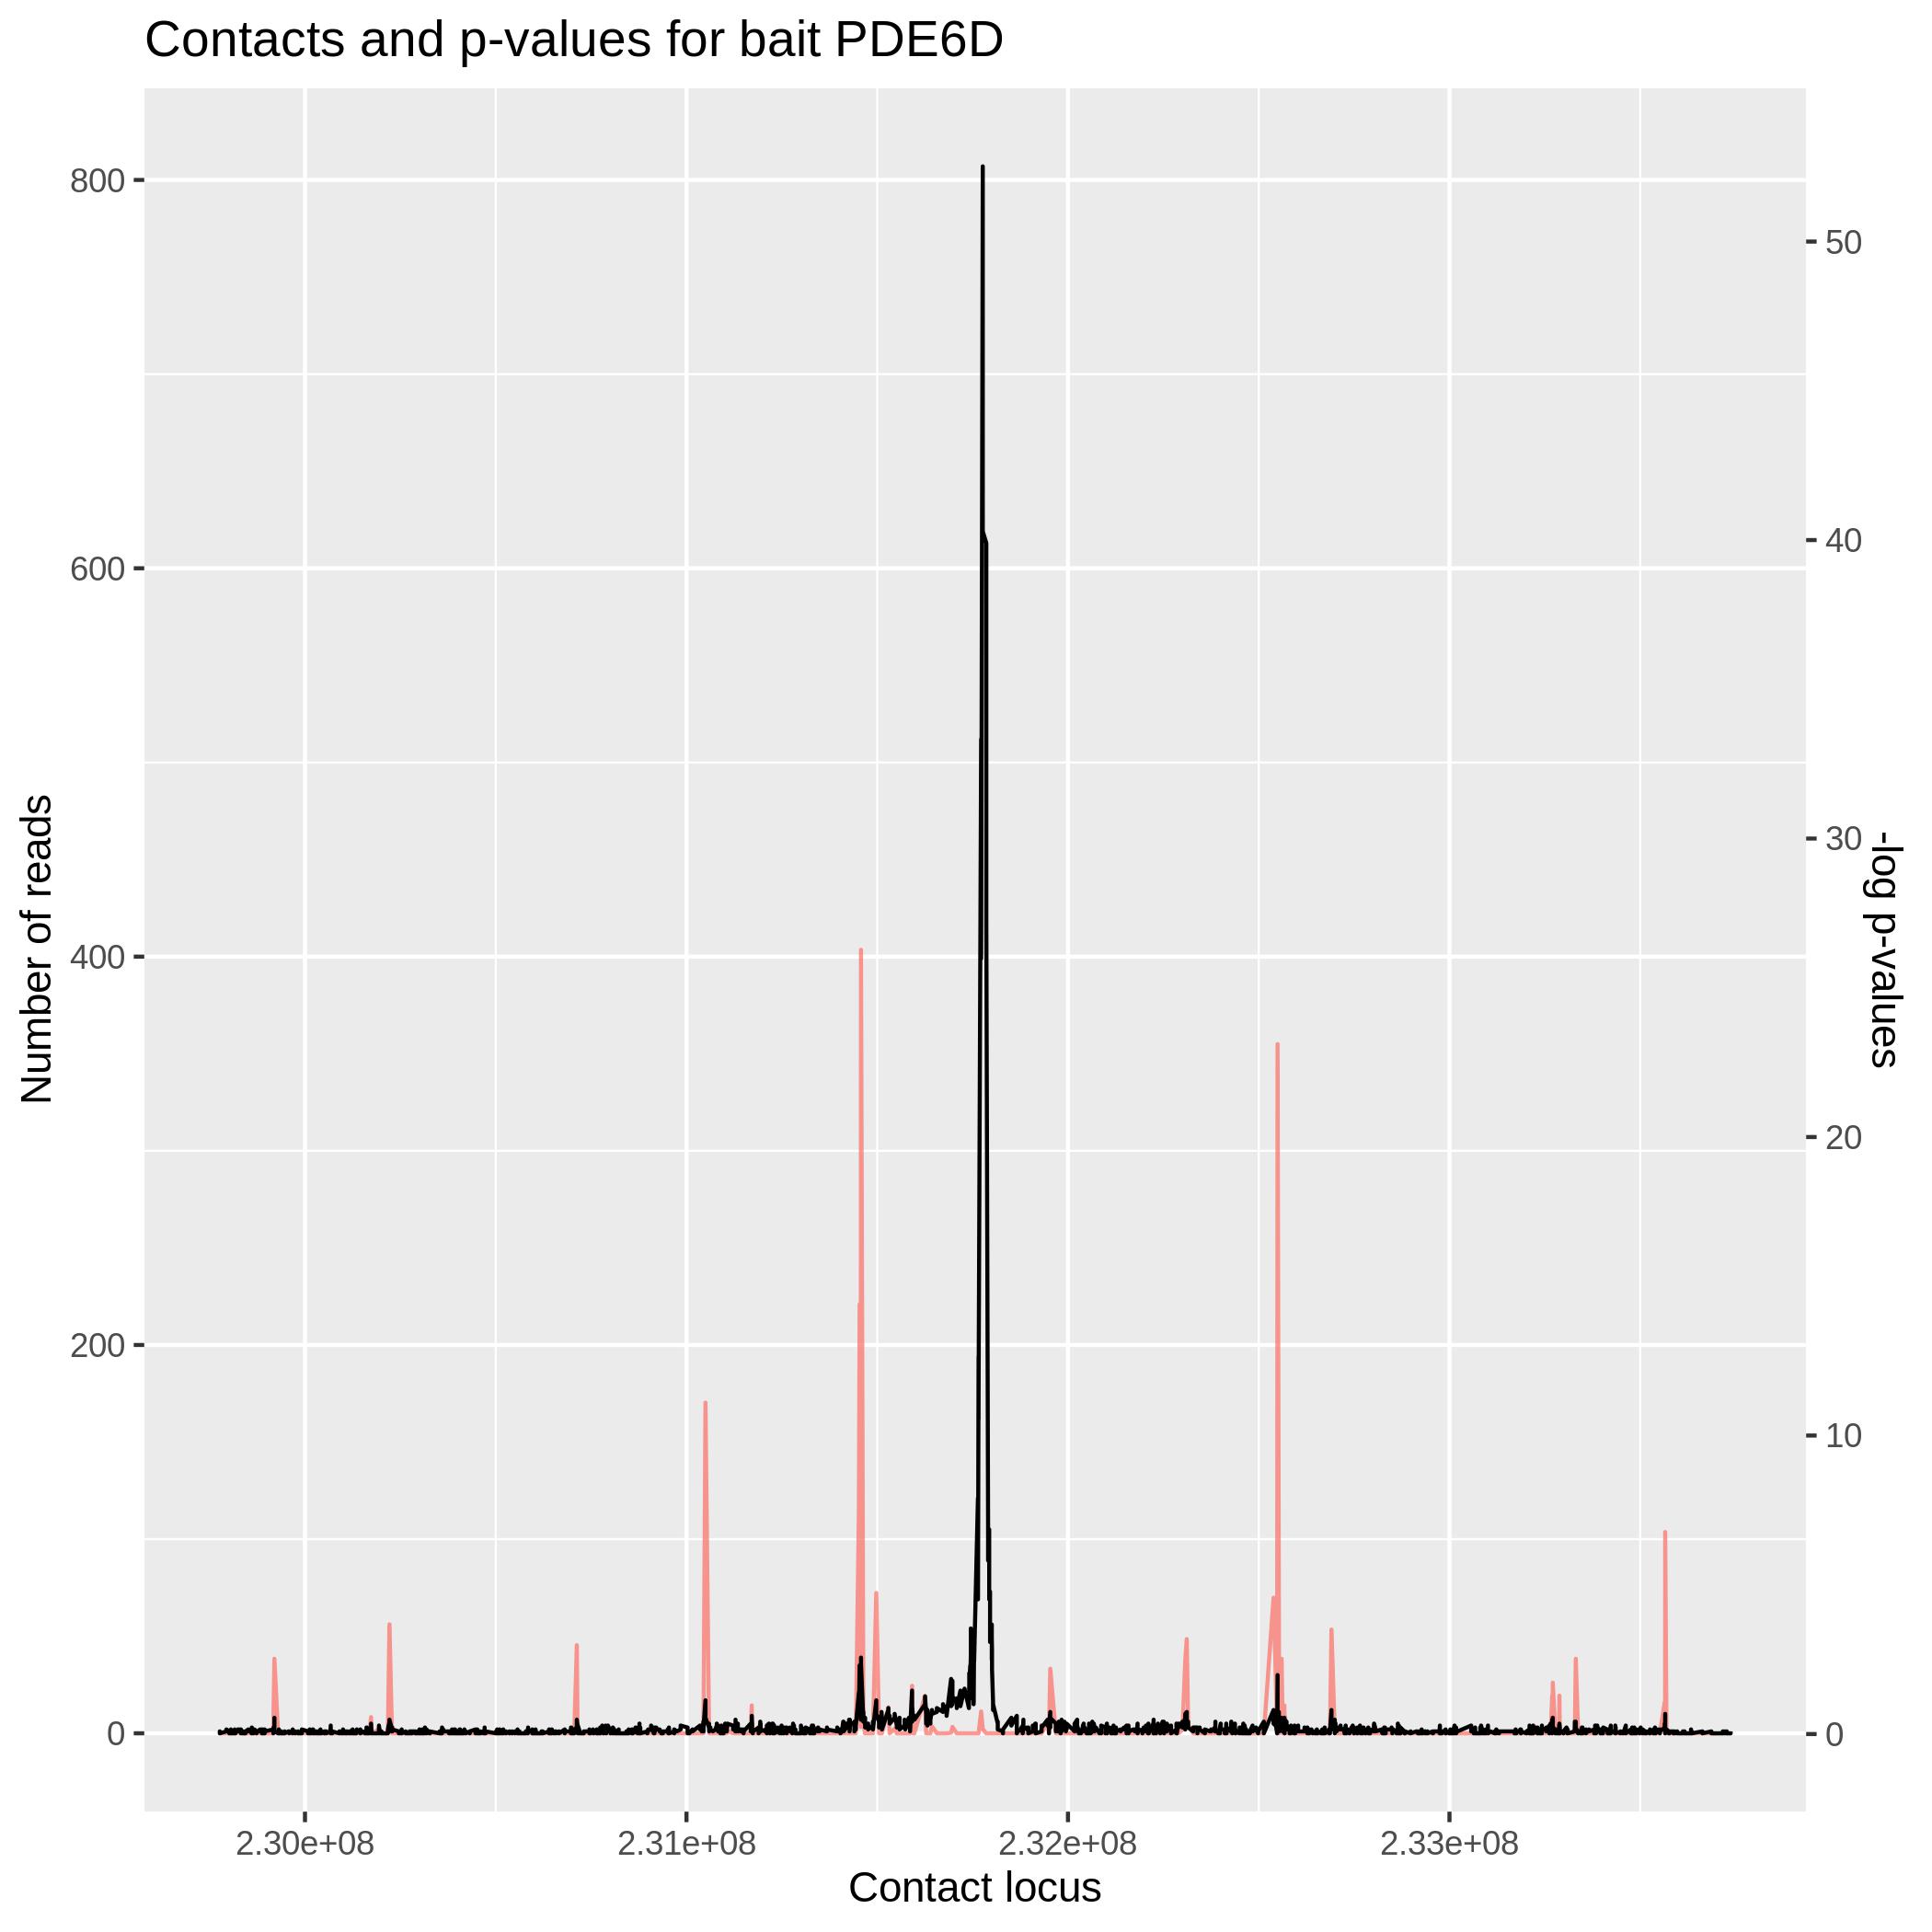 Contacts and p-values for bait PDE6D
800
600
400
200
0
Number of reads
50
40
30
20
10
0
-log p-values
2.30e+08
2.31e+08
2.32e+08
2.33e+08
Contact locus